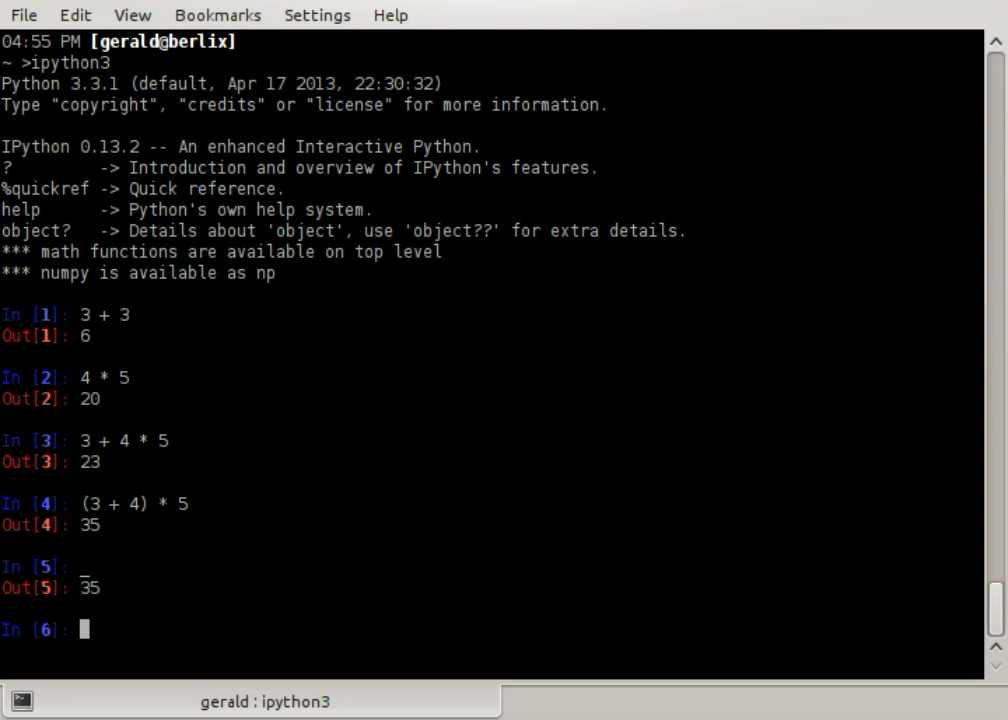 File Edit View Bookmarks Settings Help
04:55 PM [gerald@berlix]
~ >ipython3
Python 3.3.1 (default, Apr 17 2013, 22:30:32)
Type "copyright", "credits" or "license" for more information.
IPython 0.13.2 -- An enhanced Interactive Python.
?         -> Introduction and overview of IPython's features.
%quickref -> Quick reference.
help      -> Python's own help system.
object?   -> Details about 'object', use 'object??' for extra details.
*** math functions are available on top level
*** numpy is available as np
In [1]: 3 + 3
Out[1]: 6
In [2]: 4 * 5
Out[2]: 20
In [3]: 3 + 4 * 5
Out[3]: 23
In [4]: (3 + 4) * 5
Out[4]: 35
In [5]: _
Out[5]: 35
In [6]:
gerald : ipython3